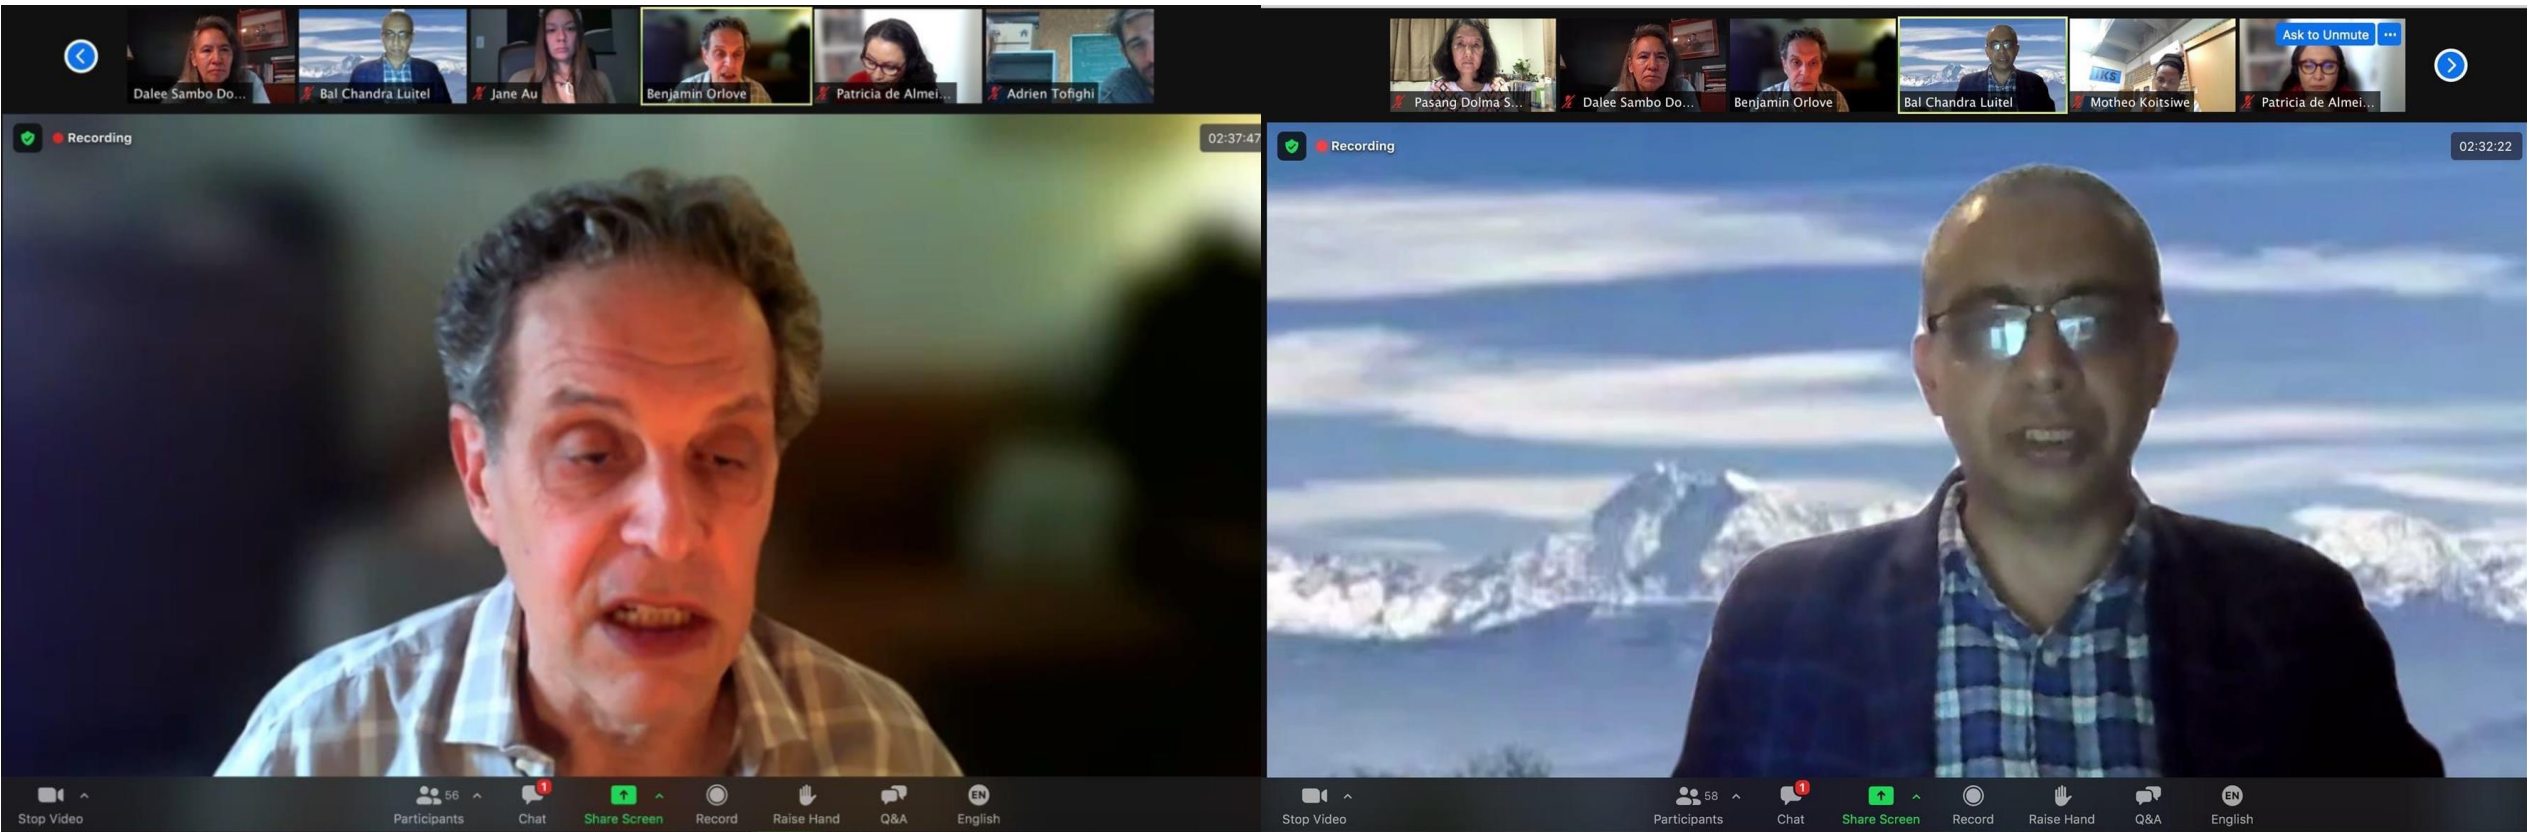 Dalee Sambo Do...
Bal Chandra Luitel
Jane Au
Benjamin Orlove
Patricia de Almei...
Adrien Tofighi
Recording
02:37:47
Stop Video
56
Participants
1
Chat
Share Screen
Record
Raise Hand
Q&A
EN
English
Ask to Unmute
Pasang Dolma S...
Dalee Sambo Do...
Benjamin Orlove
Bal Chandra Luitel
iKS
Motheo Koitsiwe
Patricia de Almei...
Recording
02:32:22
Stop Video
58
Participants
1
Chat
Share Screen
Record
Raise Hand
Q&A
EN
English